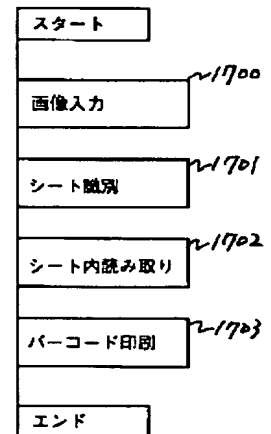 スタート
1700
画像入力
1701
シート識別
1702
シート内読み取り
1703
バーコード印刷
エンド